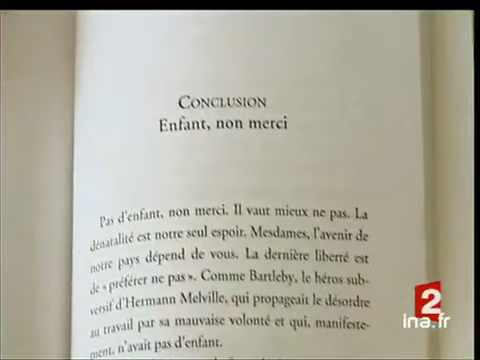 CONCLUSION
Enfant, non merci
Pas d'enfant, non merci. Il vaut mieux ne pas. La
dénatalité est notre seul espoir. Mesdames, l'avenir de
notre pays dépend de vous. La dernière liberté est
de « préférer ne pas ». Comme Bartleby, le héros sub-
versif d'Hermann Melville, qui propageait le désordre
au travail par sa mauvaise volonté et qui, manifeste-
ment, n'avait pas d'enfant.
2
ina.fr